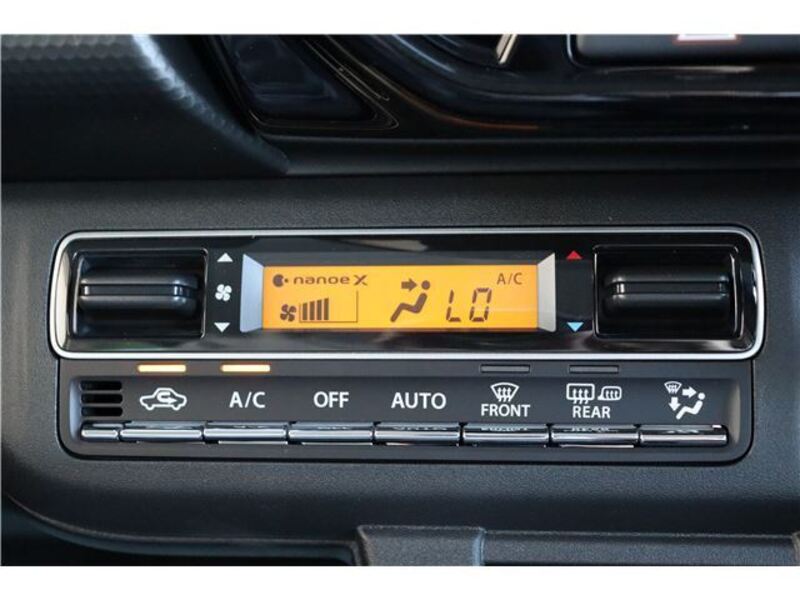 nanoe X
A/C
LO
A/C
OFF
AUTO
FRONT
REAR